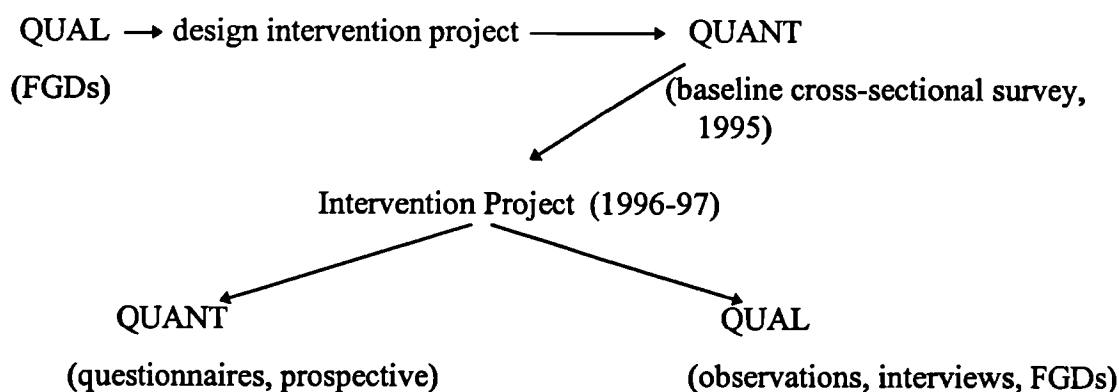 QUAL → design intervention project → QUANT
(FGDs)
(baseline cross-sectional survey,
1995)
Intervention Project (1996-97)
QUANT
QUAL
(questionnaires, prospective)
(observations, interviews, FGDs)